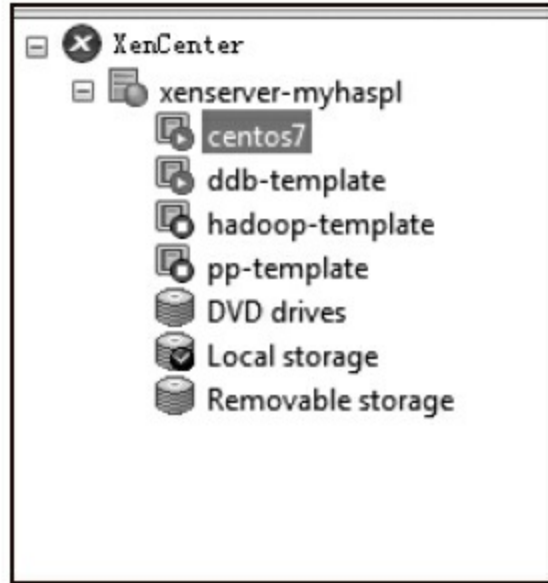 XenCenter
xenserver-myhaspl
centos7
ddb-template
hadoop-template
pp-template
DVD drives
Local storage
Removable storage